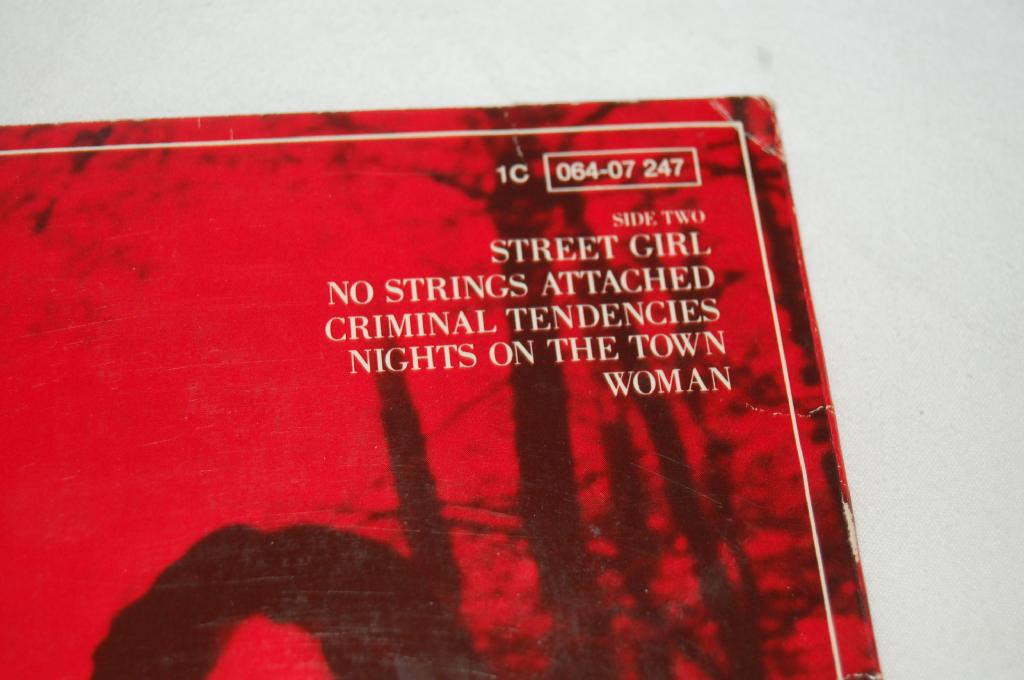 1C 064-07 247
SIDE TWO
STREET GIRL
NO STRINGS ATTACHED
CRIMINAL TENDENCIES
NIGHTS ON THE TOWN
WOMAN